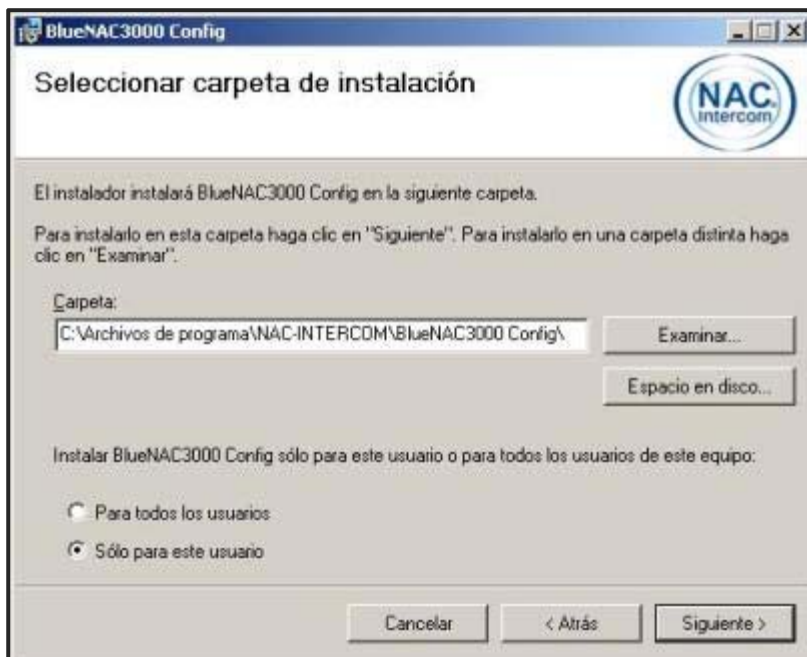 BlueNAC3000 Config
Seleccionar carpeta de instalación
NAC
Intercom
El instalador instalará BlueNAC3000 Config en la siguiente carpeta.
Para instalarlo en esta carpeta haga clic en "Siguiente". Para instalarlo en una carpeta distinta haga
clic en "Examinar".
Carpeta:
C:\Archivos de programa\NAC-INTERCOM\BlueNAC3000 Config\
Examinar...
Espacio en disco...
Instalar BlueNAC3000 Config sólo para este usuario o para todos los usuarios de este equipo:
Para todos los usuarios
Sólo para este usuario
Cancelar
< Atrás
Siguiente >